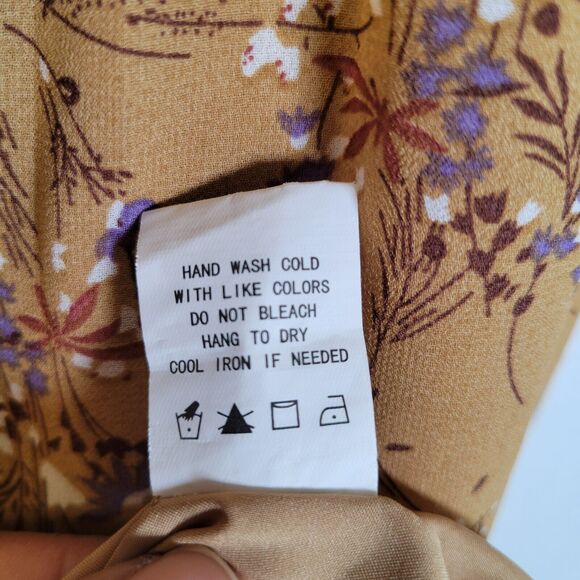 HAND WASH COLD
WITH LIKE COLORS
DO NOT BLEACH
HANG TO DRY
COOL IRON IF NEEDED